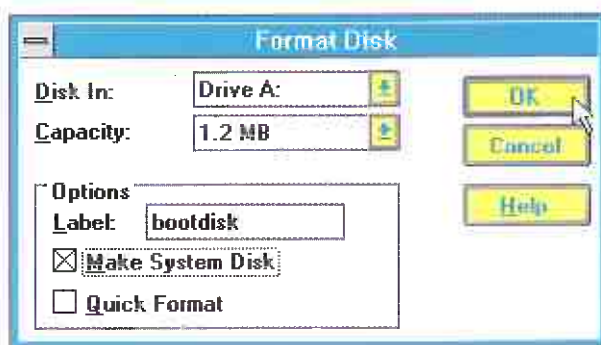 Format Disk
Disk In: Drive A:
OK
Capacity: 1.2 MB
Cancel
Options
Help
Label: bootdisk
Make System Disk
Quick Format